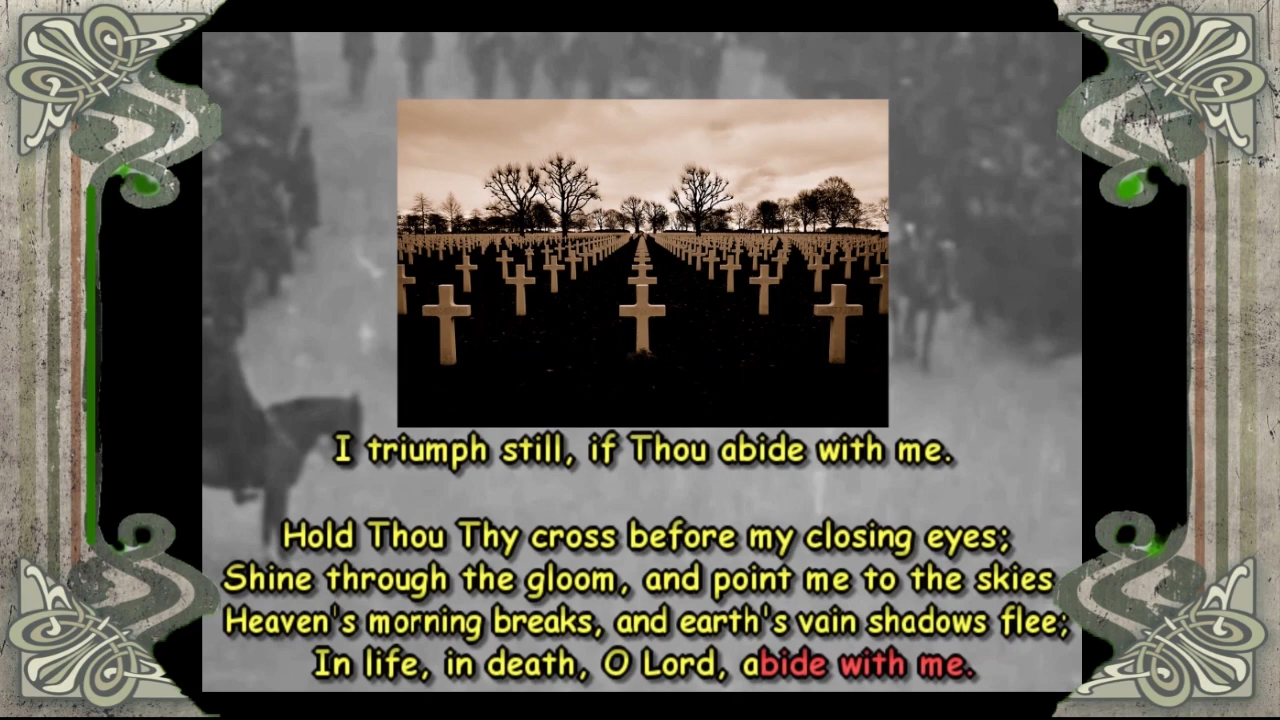 I triumph still, if Thou abide with me.
Hold Thou Thy cross before my closing eyes;
Shine through the gloom, and point me to the skies
Heaven's morning breaks, and earth's vain shadows flee;
In life, in death, O Lord, abide with me.